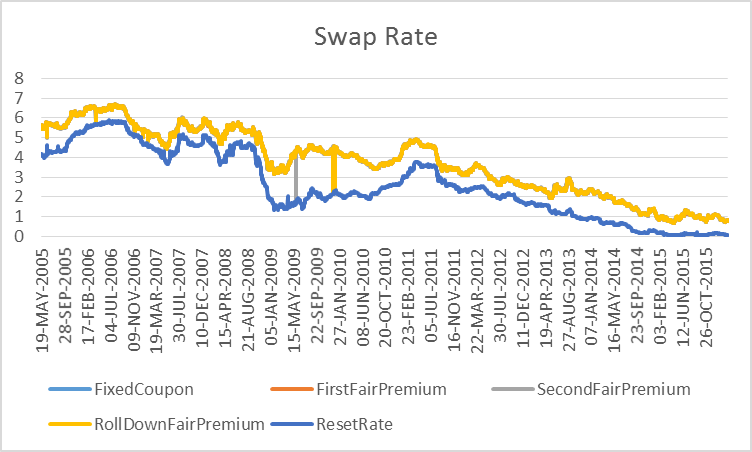 Swap Rate
8
7
6
5
4
3
2
1
0
19-MAY-2005
28-SEP-2005
17-FEB-2006
04-JUL-2006
09-NOV-2006
19-MAR-2007
30-JUL-2007
10-DEC-2007
15-APR-2008
21-AUG-2008
05-JAN-2009
15-MAY-2009
22-SEP-2009
27-JAN-2010
08-JUN-2010
20-OCT-2010
23-FEB-2011
05-JUL-2011
16-NOV-2011
22-MAR-2012
30-JUL-2012
11-DEC-2012
19-APR-2013
27-AUG-2013
07-JAN-2014
16-MAY-2014
23-SEP-2014
03-FEB-2015
12-JUN-2015
26-OCT-2015
FixedCoupon FirstFairPremium SecondFairPremium
RollDownFairPremium ResetRate